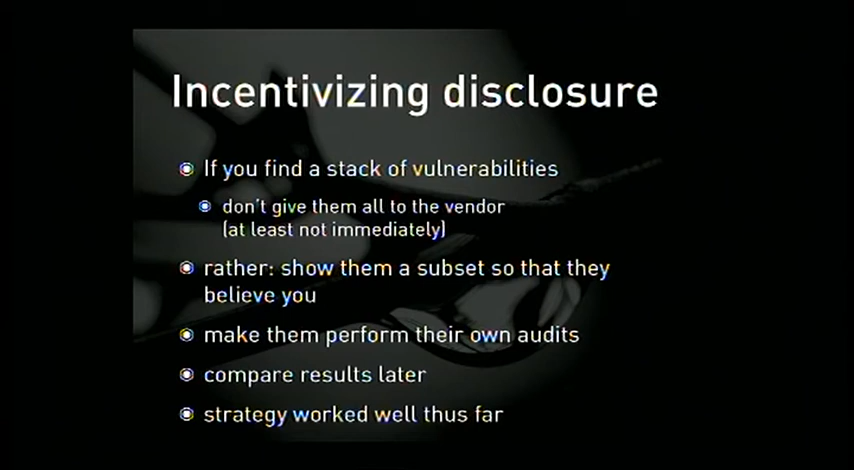 Incentivizing disclosure
If you find a stack of vulnerabilities
don't give them all to the vendor
(at least not immediately)
rather: show them a subset so that they
believe you
make them perform their own audits
compare results later
strategy worked well thus far